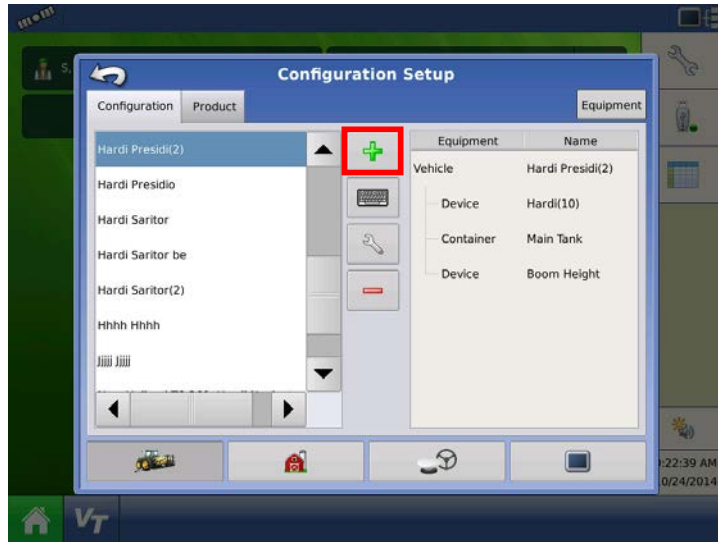 S.
Configuration Setup
Configuration Product Equipment
Hardi Presidi(2)
Hardi Presidio
Hardi Saritor
Hardi Saritor be
Hardi Saritor(2)
Hhhh Hhhh
Jjjjj Jjjjj
Equipment Name
Vehicle Hardi Presidi(2)
Device Hardi(10)
Container Main Tank
Device Boom Height
:22:39 AM
0/24/2014
VT